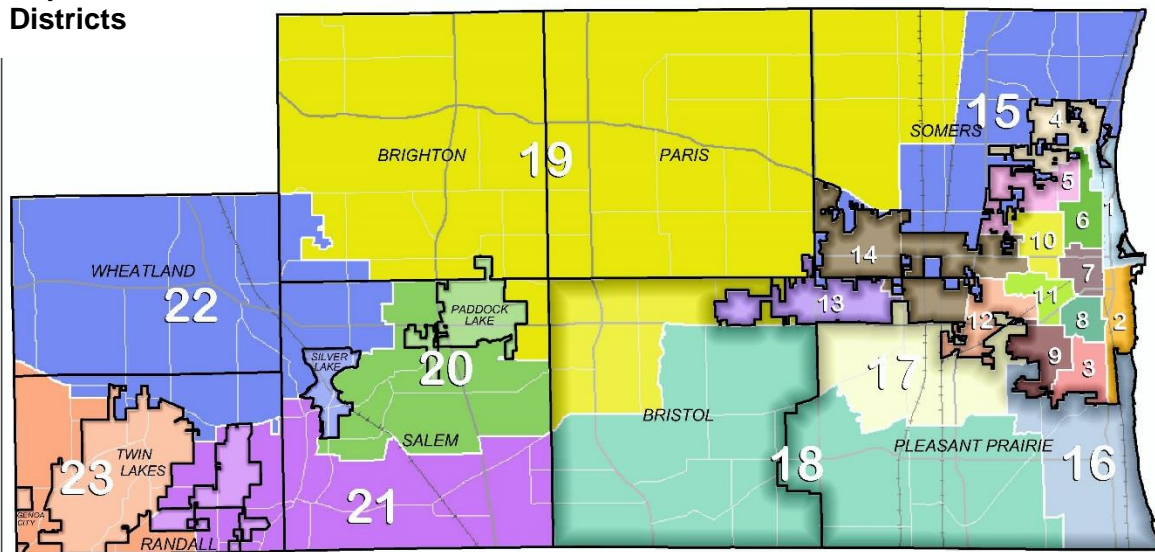 Districts
15
4
SOMERS
BRIGHTON
19
PARIS
5
1
6
10
14
WHEATLAND
7
22
13
11
PADDOCK
LAKE
12
8
2
SILVER
LAKE
20
9
3
17
BRISTOL
SALEM
PLEASANT PRAIRIE
TWIN
LAKES
23
18
16
21
GENOA
CITY
RANDALL